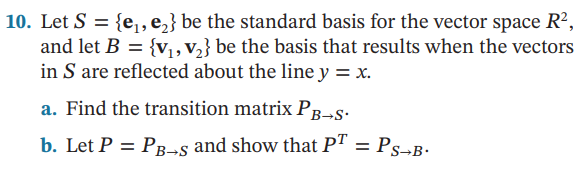 10. Let S = {e₁, e₂} be the standard basis for the vector space R²,
and let B = {v₁, v₂} be the basis that results when the vectors
in S are reflected about the line y = x.
a. Find the transition matrix P_{B→S}.
b. Let P = P_{B→S} and show that Pᵀ = P_{S→B}.